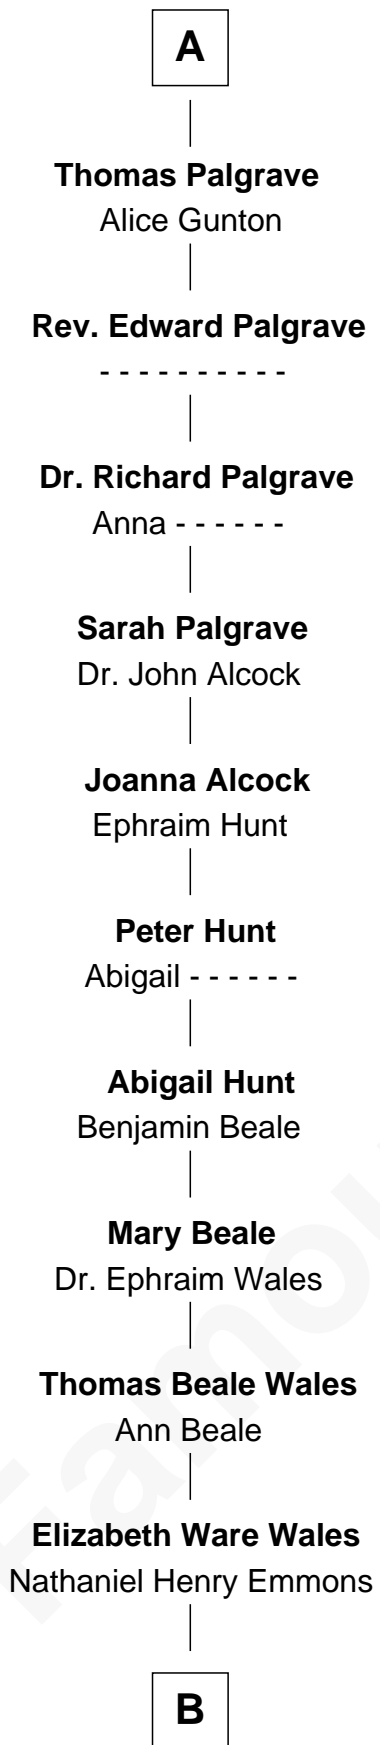 A
Thomas Palgrave
Alice Gunton
Rev. Edward Palgrave
- - - - - - - - - -
Dr. Richard Palgrave
Anna - - - - - -
Sarah Palgrave
Dr. John Alcock
Joanna Alcock
Ephraim Hunt
Peter Hunt
Abigail - - - - - -
Abigail Hunt
Benjamin Beale
Mary Beale
Dr. Ephraim Wales
Thomas Beale Wales
Ann Beale
Elizabeth Ware Wales
Nathaniel Henry Emmons
B
Famou